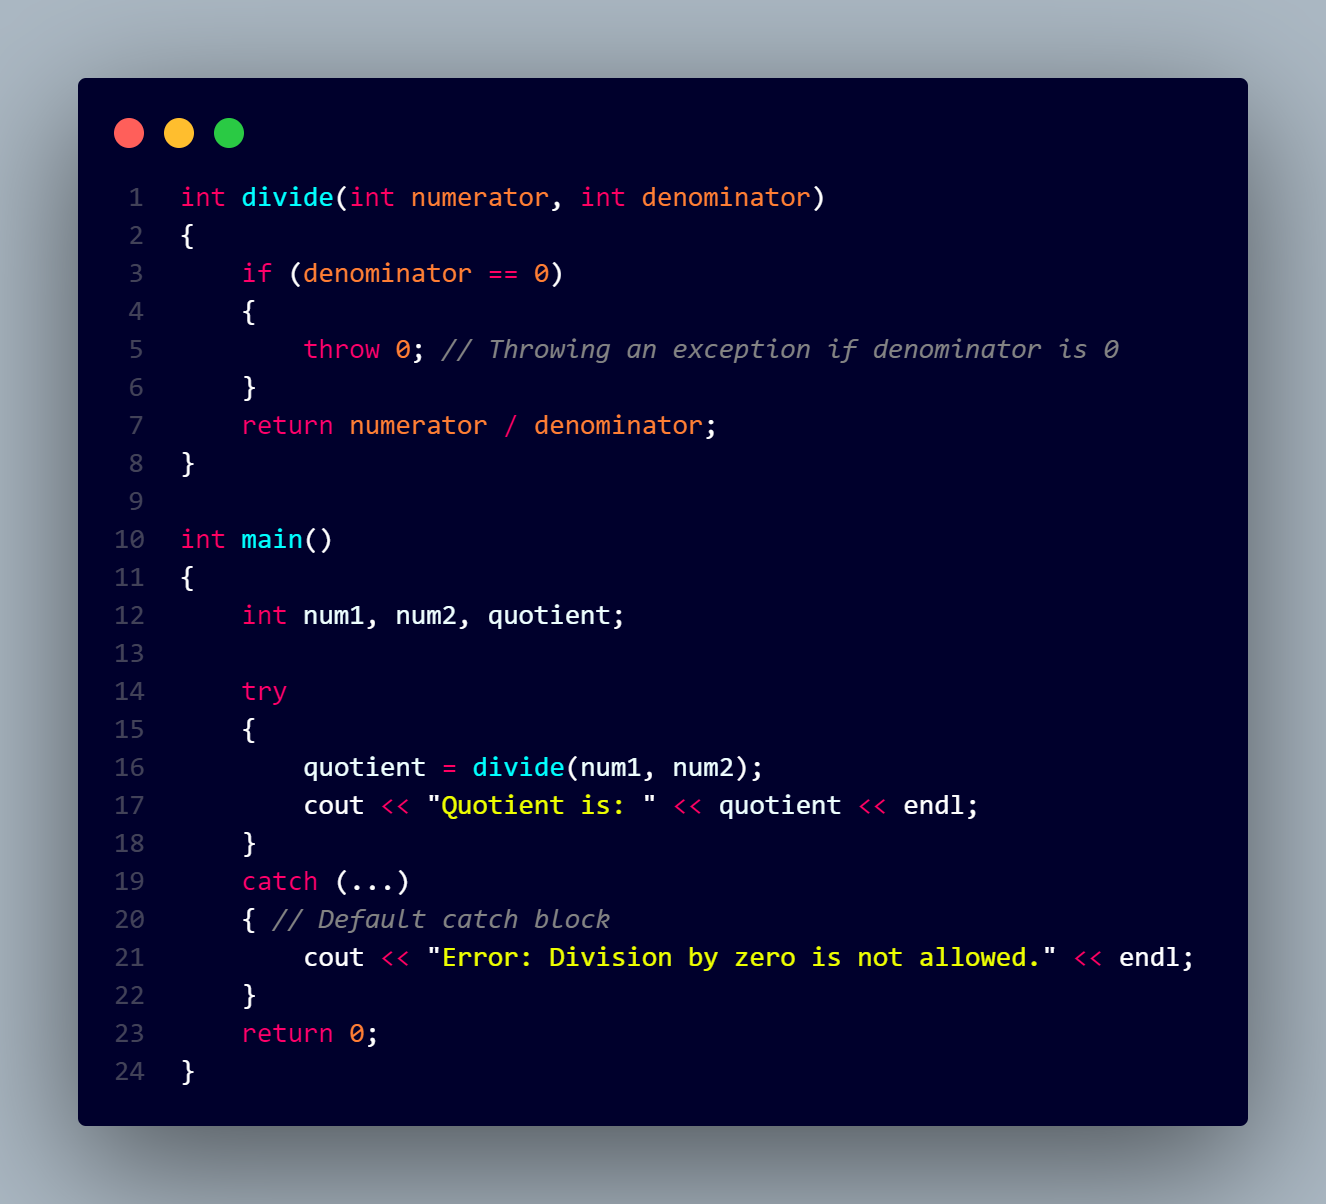 1 int divide(int numerator, int denominator)
2 {
3     if (denominator == 0)
4     {
5         throw 0; // Throwing an exception if denominator is 0
6     }
7     return numerator / denominator;
8 }
9
10 int main()
11 {
12     int num1, num2, quotient;
13
14     try
15     {
16         quotient = divide(num1, num2);
17         cout << "Quotient is: " << quotient << endl;
18     }
19     catch (...)
20     { // Default catch block
21         cout << "Error: Division by zero is not allowed." << endl;
22     }
23     return 0;
24 }